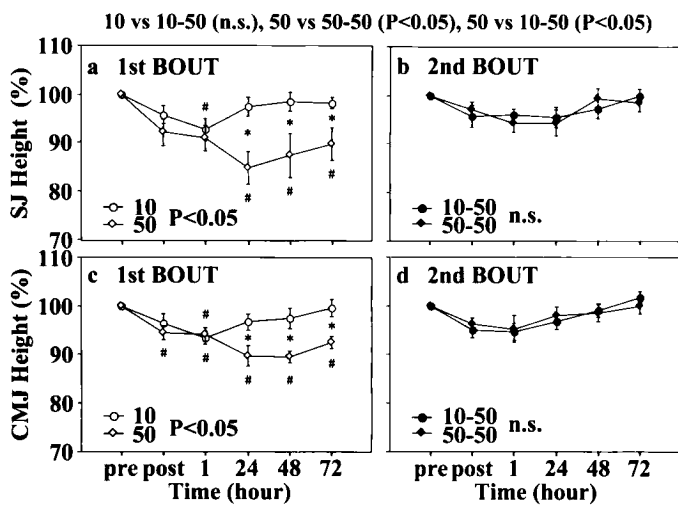 10 vs 10-50 (n.s.), 50 vs 50-50 (P<0.05), 50 vs 10-50 (P<0.05)
110
100
90
80
70
SJ Height (%)
a 1st BOUT
#
* * *
# # #
10
50 P<0.05
b 2nd BOUT
10-50
50-50 n.s.
110
100
90
80
70
CMJ Height (%)
c 1st BOUT
#
* * *
# # # # #
10
50 P<0.05
pre post 1 24 48 72
Time (hour)
d 2nd BOUT
10-50
50-50 n.s.
pre post 1 24 48 72
Time (hour)